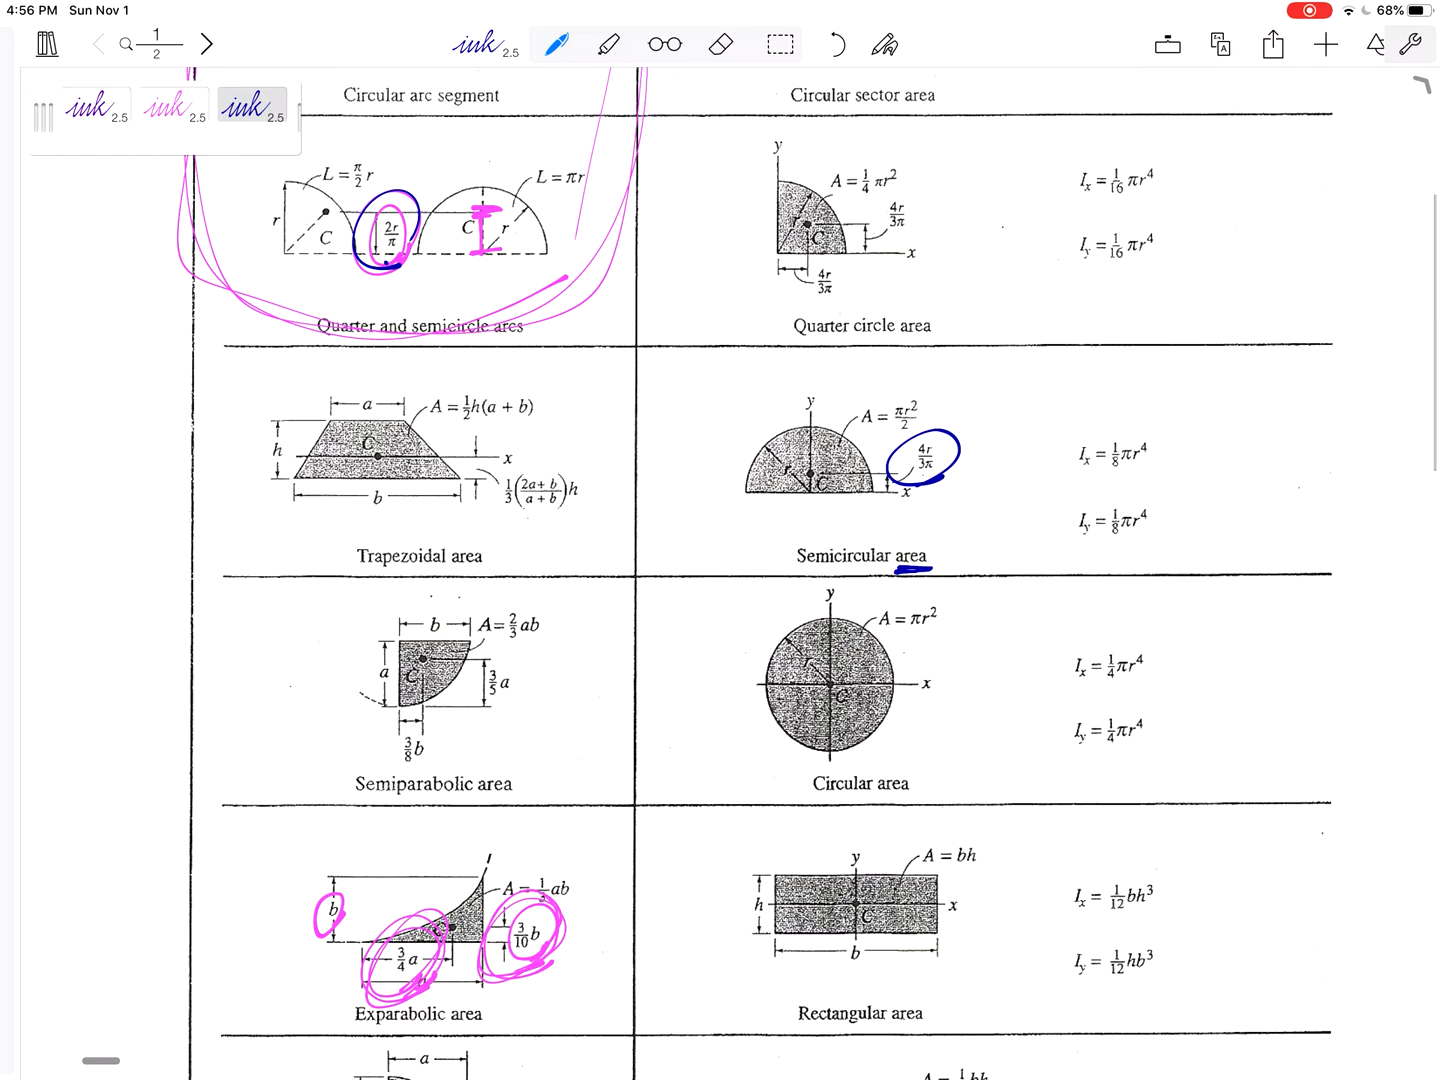 4:56 PM Sun Nov 1
68%
1
2
ink 2.5
ink 2.5
ink 2.5
ink 2.5
Circular arc segment
Circular sector area
L = π/2 r
L = πr
r
C
2r/π
C
r
Quarter and semicircle arcs
y
A = 1/4 πr²
r
C
4r/3π
x
4r/3π
Quarter circle area
I_x = 1/16 πr⁴
I_y = 1/16 πr⁴
a
A = 1/2 h(a + b)
h
C
x
b
1/3 (2a + b/a + b) h
Trapezoidal area
y
A = πr²/2
4r/3π
r
C
x
Semicircular area
I_x = 1/8 πr⁴
I_y = 1/8 πr⁴
b
A = 2/3 ab
a
C
3/5 a
3/8 b
Semiparabolic area
y
A = πr²
r
x
C
Circular area
I_x = 1/4 πr⁴
I_y = 1/4 πr⁴
b
A = 1/3 ab
C
3/10 b
3/4 a
a
Exparabolic area
y
A = bh
h
C
x
b
Rectangular area
I_x = 1/12 bh³
I_y = 1/12 hb³
a